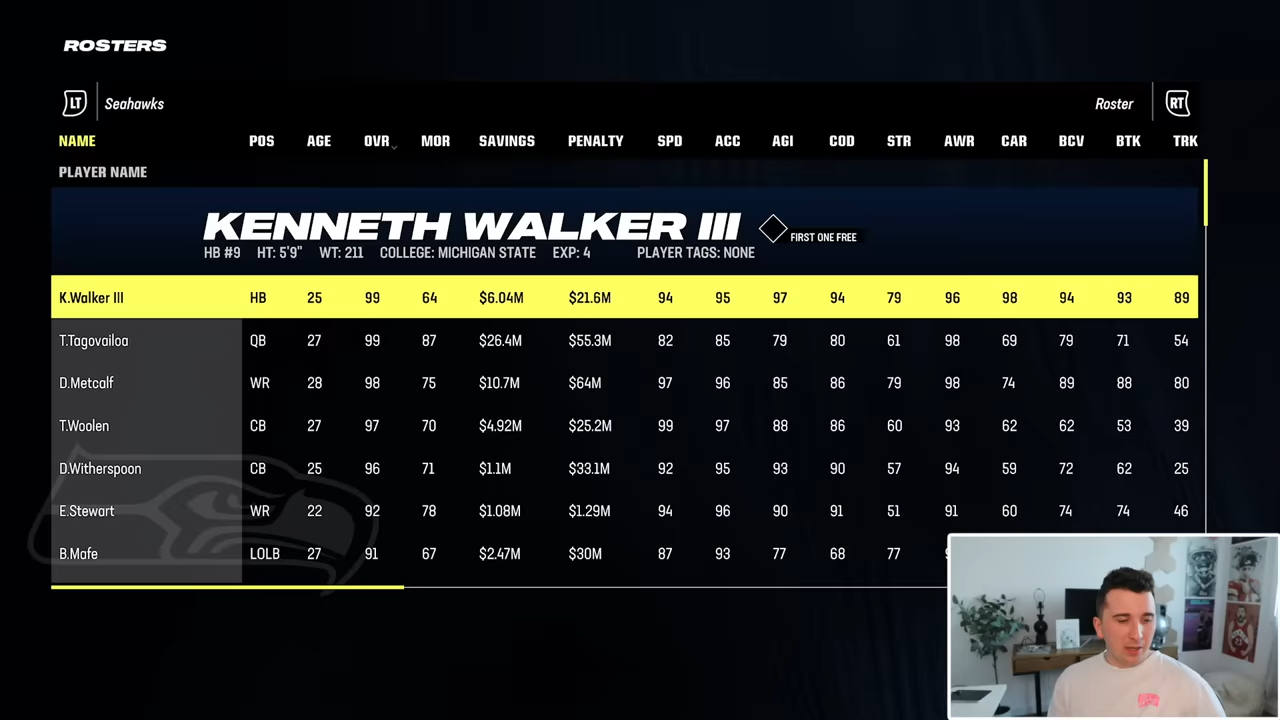 ROSTERS
LT Seahawks Roster RT
NAME POS AGE OVR MOR SAVINGS PENALTY SPD ACC AGI COD STR AWR CAR BCV BTK TRK
PLAYER NAME
KENNETH WALKER III FIRST ONE FREE
HB #9 HT: 5'9" WT: 211 COLLEGE: MICHIGAN STATE EXP: 4 PLAYER TAGS: NONE
K.Walker III HB 25 99 64 $6.04M $21.6M 94 95 97 94 79 96 98 94 93 89
T.Tagovailoa QB 27 99 87 $26.4M $55.3M 82 85 79 80 61 98 69 79 71 54
D.Metcalf WR 28 98 75 $10.7M $64M 97 96 85 86 79 98 74 89 88 80
T.Woolen CB 27 97 70 $4.92M $25.2M 99 97 88 86 60 93 62 62 53 39
D.Witherspoon CB 25 96 71 $1.1M $33.1M 92 95 93 90 57 94 59 72 62 25
E.Stewart WR 22 92 78 $1.08M $1.29M 94 96 90 91 51 91 60 74 74 46
B.Mafe LOLB 27 91 67 $2.47M $30M 87 93 77 68 77